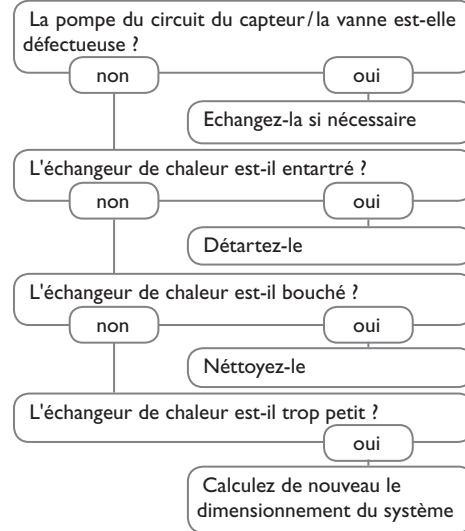 La pompe du circuit du capteur/la vanne est-elle
défectueuse ?
non
oui
Echangez-la si nécessaire
L'échangeur de chaleur est-il entartré ?
non
oui
Détartez-le
L'échangeur de chaleur est-il bouché ?
non
oui
Néttoyez-le
L'échangeur de chaleur est-il trop petit ?
oui
Calculez de nouveau le
dimensionnement du système